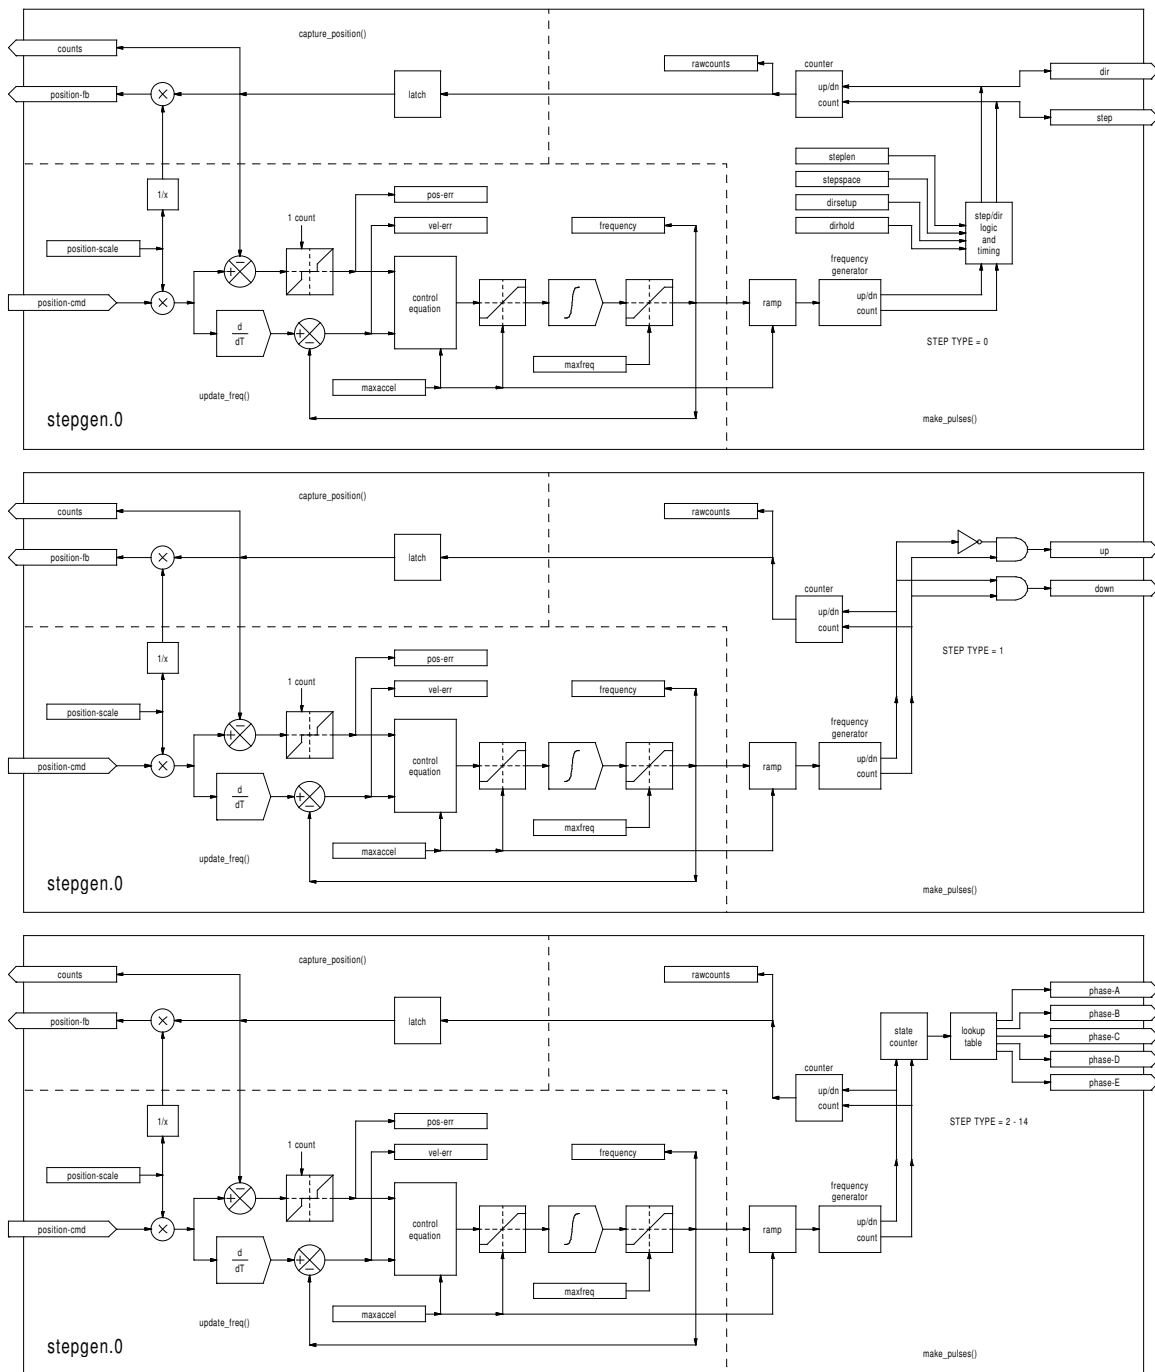 capture_position()
counts
rawcounts
counter
up/dn
count
dir
position-fb
latch
step
steplen
stepspace
dirsetup
dirhold
step/dir
logic
and
timing
1/x
pos-err
1 count
vel-err
frequency
position-scale
frequency
generator
up/dn
count
position-cmd
d
dT
control
equation
ramp
STEP TYPE = 0
maxfreq
maxaccel
update_freq()
stepgen.0
make_pulses()
capture_position()
counts
rawcounts
position-fb
latch
up
down
counter
up/dn
count
STEP TYPE = 1
1/x
pos-err
1 count
vel-err
frequency
position-scale
frequency
generator
up/dn
count
position-cmd
d
dT
control
equation
ramp
maxfreq
maxaccel
update_freq()
stepgen.0
make_pulses()
capture_position()
counts
rawcounts
phase-A
phase-B
phase-C
phase-D
phase-E
position-fb
latch
state
counter
lookup
table
counter
up/dn
count
STEP TYPE = 2 - 14
1/x
pos-err
1 count
vel-err
frequency
position-scale
frequency
generator
up/dn
count
position-cmd
d
dT
control
equation
ramp
maxfreq
maxaccel
update_freq()
stepgen.0
make_pulses()